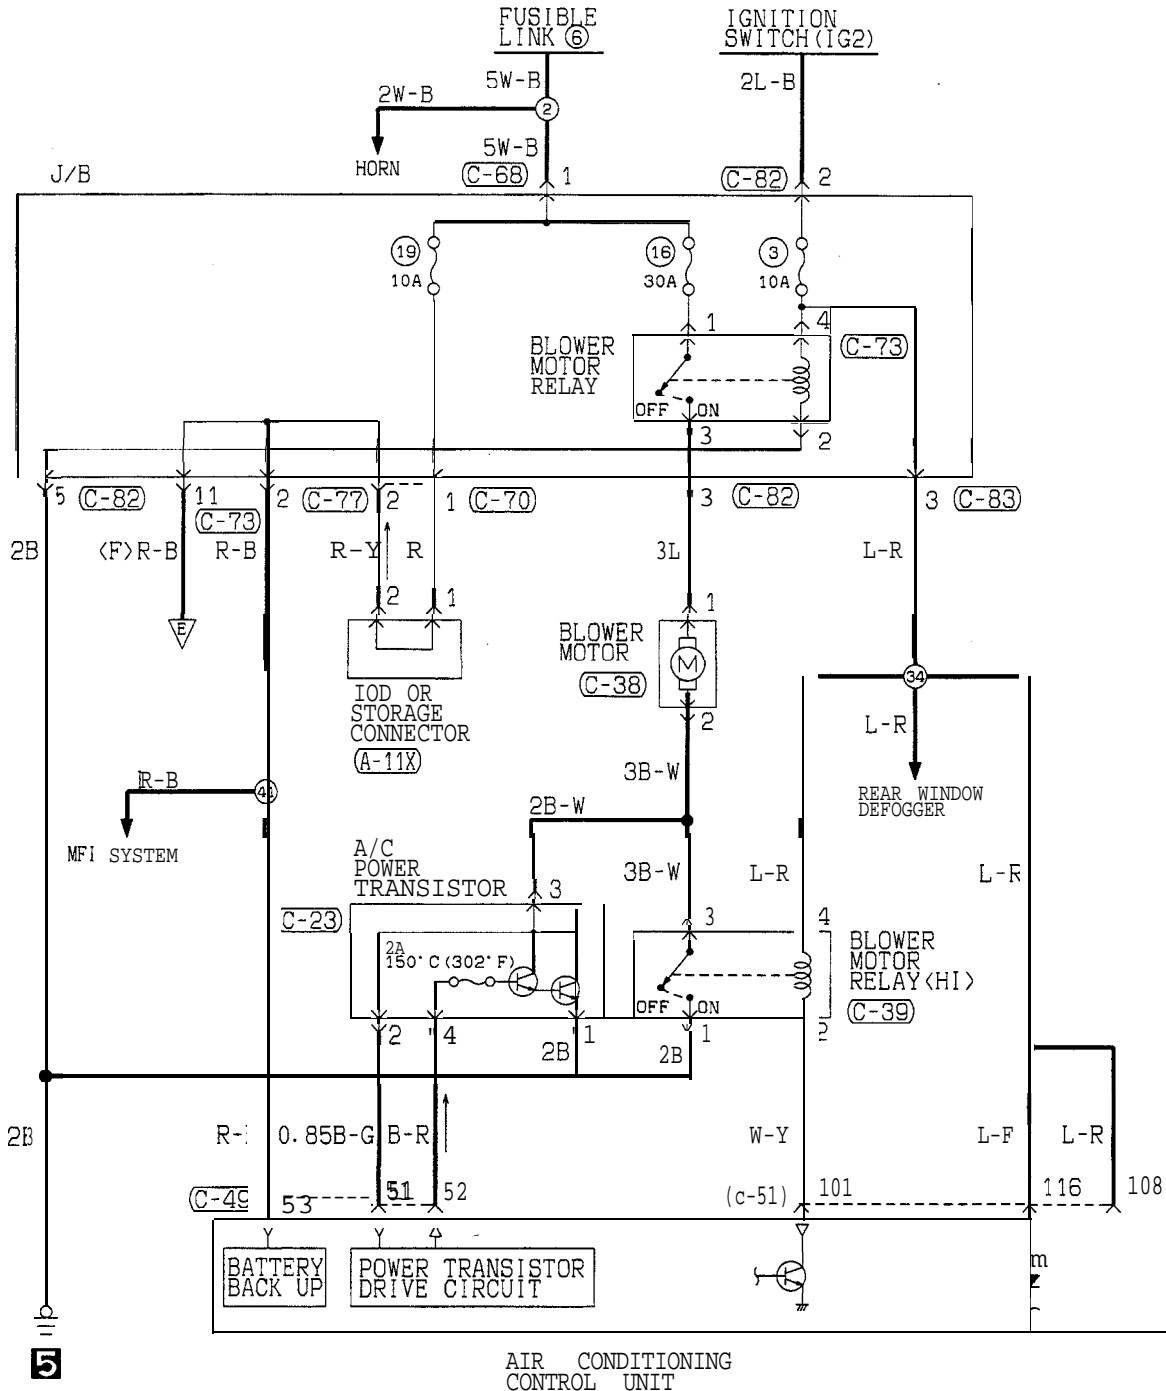 FUSIBLE
LINK ⑥
IGNITION
SWITCH(IG2)
5W-B
2L-B
2W-B
2
5W-B
HORN
J/B
C-68
1
C-82
2
19
10A
16
30A
3
10A
1
4
C-73
BLOWER
MOTOR
RELAY
OFF
ON
3
2
5
C-82
11
2
C-77
2
1
C-70
3
C-82
3
C-83
C-73
2B
<F>R-B
R-B
R-Y
R
3L
L-R
2
1
1
E
BLOWER
MOTOR
M
C-38
34
IOD OR
STORAGE
CONNECTOR
A-11X
2
L-R
3B-W
R-B
41
2B-W
REAR WINDOW
DEFOGGER
MFI SYSTEM
A/C
POWER
TRANSISTOR
3
3B-W
L-R
L-R
C-23
3
4
2A
150°C(302°F)
BLOWER
MOTOR
RELAY<HI>
C-39
OFF
ON
2
4
1
1
2
2B
2B
2B
R-
0.85B-G
B-R
W-Y
L-F
L-R
C-49
53
51
52
(c-51)
101
116
108
BATTERY
BACK UP
POWER TRANSISTOR
DRIVE CIRCUIT
m
5
AIR CONDITIONING
CONTROL UNIT